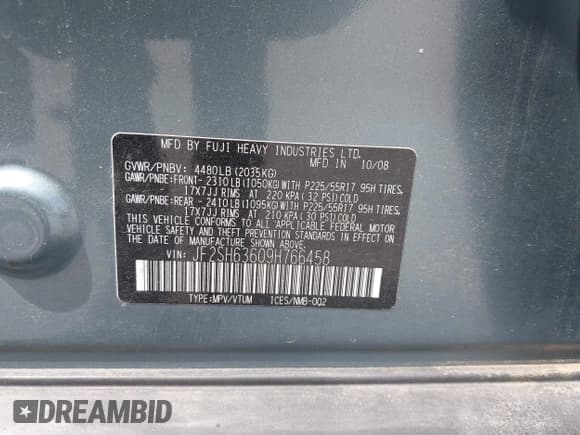 MFD BY FUJI HEAVY INDUSTRIES LTD.
MFD IN 10/08
GVWR/PNBV: 4480LB(2035KG)
GAWR/PNBE:FRONT- 2310LB(1050KG)WITH P225/55R17 95H TIRES.
17X7JJ RIMS AT 220 KPA(32 PSI)COLD
GAWR/PNBE:REAR - 2410LB(1095KG)WITH P225/55R17 95H TIRES.
17X7JJ RIMS AT 210 KPA(30 PSI)COLD
THIS VEHICLE CONFORMS TO ALL APPLICABLE FEDERAL MOTOR
VEHICLE SAFETY AND THEFT PREVENTION STANDARDS IN
EFFECT ON THE DATE OF MANUFACTURE SHOWN ABOVE.
VIN: JF2SH63609H766458
TYPE:MPV/VTUM ICES/NMB-002
DREAMBID